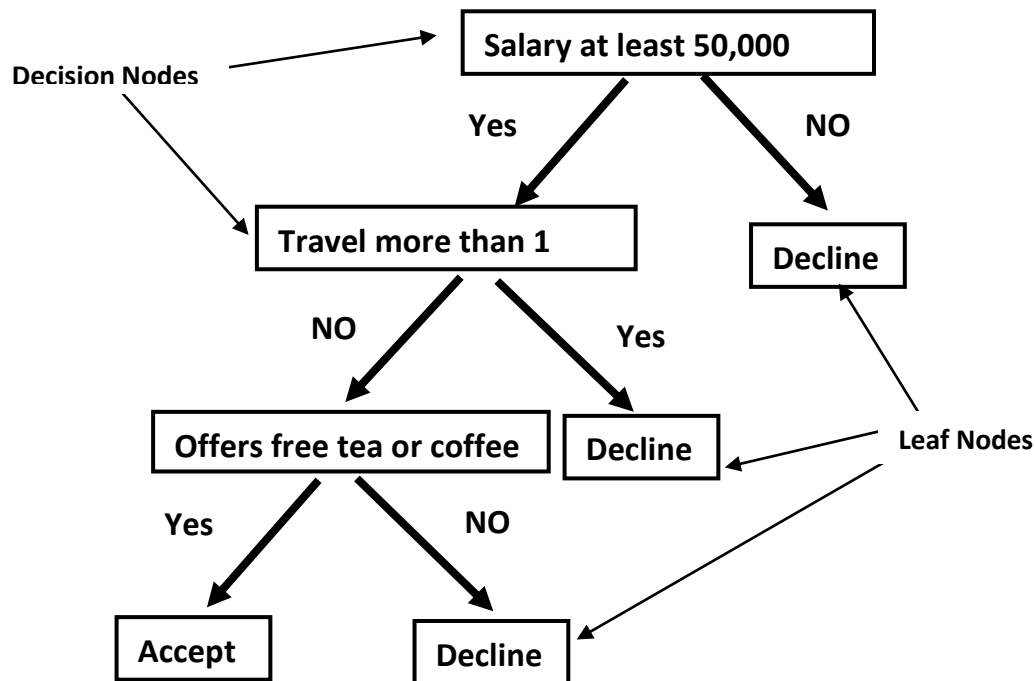 Salary at least 50,000
Decision Nodes
Yes
NO
Travel more than 1
Decline
NO
Yes
Offers free tea or coffee
Decline
Leaf Nodes
Yes
NO
Accept
Decline